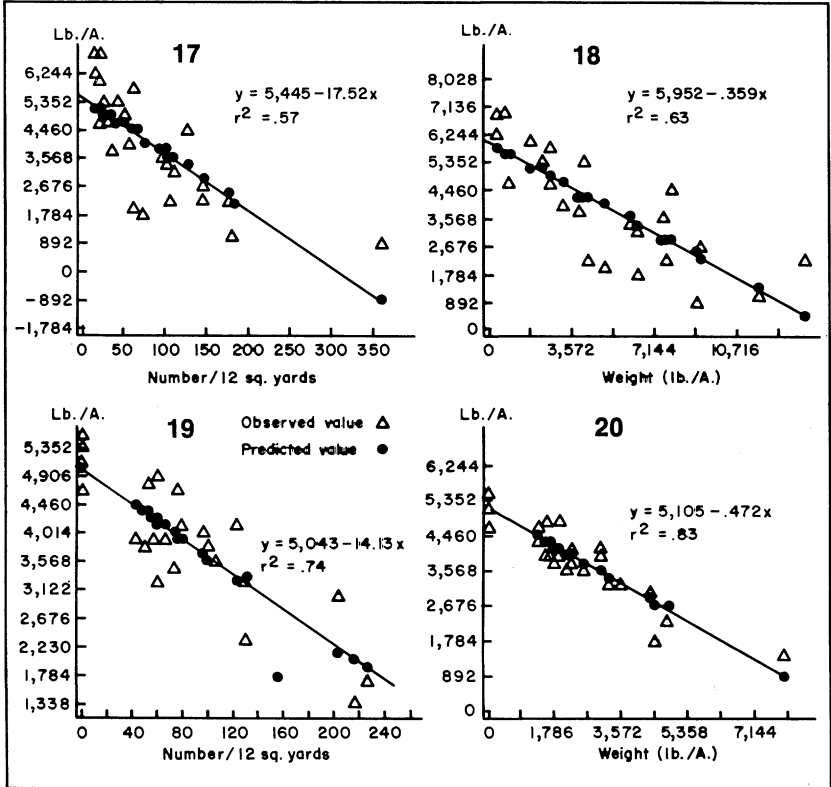 Lb./A.
17
6,244
5,352
4,460
3,568
2,676
1,784
892
0
-892
-1,784
y = 5,445-17.52x
r2 = .57
0 50 100 150 200 250 300 350
Number/12 sq. yards
Lb./A.
18
8,028
7,136
6,244
5,352
4,460
3,568
2,676
1,784
892
0
y = 5,952-.359x
r2 = .63
0 3,572 7,144 10,716
Weight (lb./A.)
Lb./A.
19
Observed value △
Predicted value ●
5,352
4,906
4,460
4,014
3,568
3,122
2,676
2,230
1,784
1,338
y = 5,043-14.13x
r2 = .74
0 40 80 120 160 200 240
Number/12 sq. yards
Lb./A.
20
6,244
5,352
4,460
3,568
2,676
1,784
892
0
y = 5,105-.472x
r2 = .83
0 1,786 3,572 5,358 7,144
Weight (lb./A.)